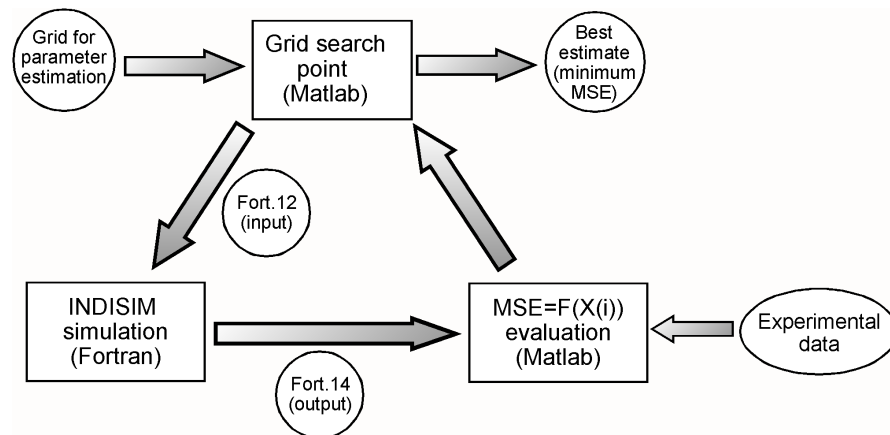 Grid for
parameter
estimation
Grid search
point
(Matlab)
Best
estimate
(minimum
MSE)
Fort.12
(input)
INDISIM
simulation
(Fortran)
MSE=F(X(i))
evaluation
(Matlab)
Experimental
data
Fort.14
(output)